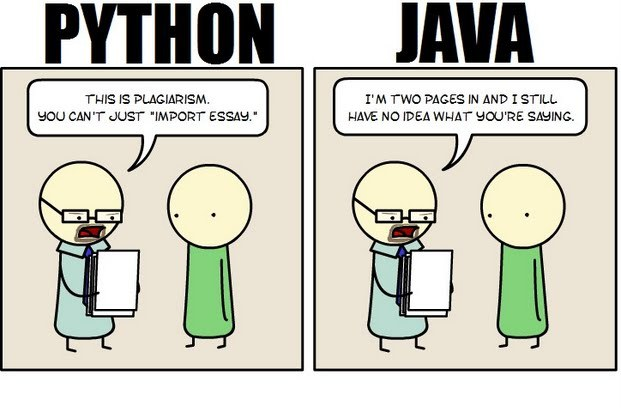 PYTHON
THIS IS PLAGIARISM.
YOU CAN'T JUST "IMPORT ESSAY."
JAVA
I'M TWO PAGES IN AND I STILL
HAVE NO IDEA WHAT YOU'RE SAYING.